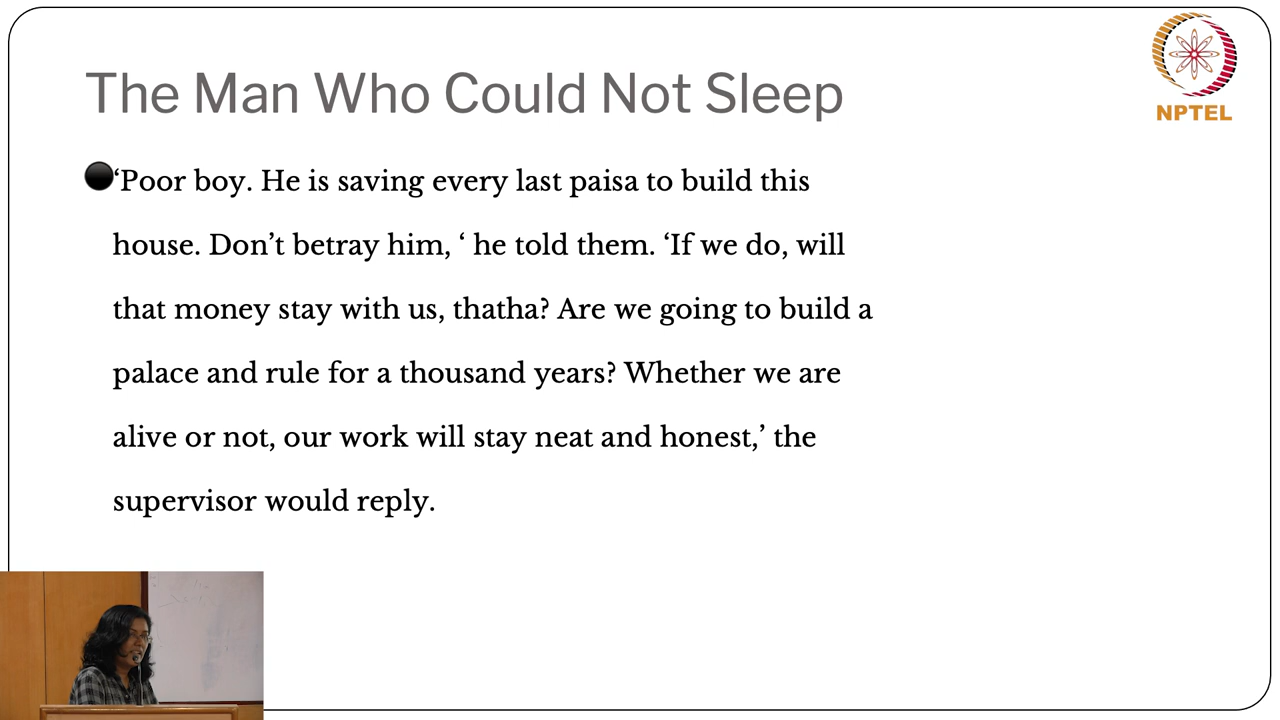 The Man Who Could Not Sleep
NPTEL
‘Poor boy. He is saving every last paisa to build this
house. Don’t betray him, ‘ he told them. ‘If we do, will
that money stay with us, thatha? Are we going to build a
palace and rule for a thousand years? Whether we are
alive or not, our work will stay neat and honest,’ the
supervisor would reply.